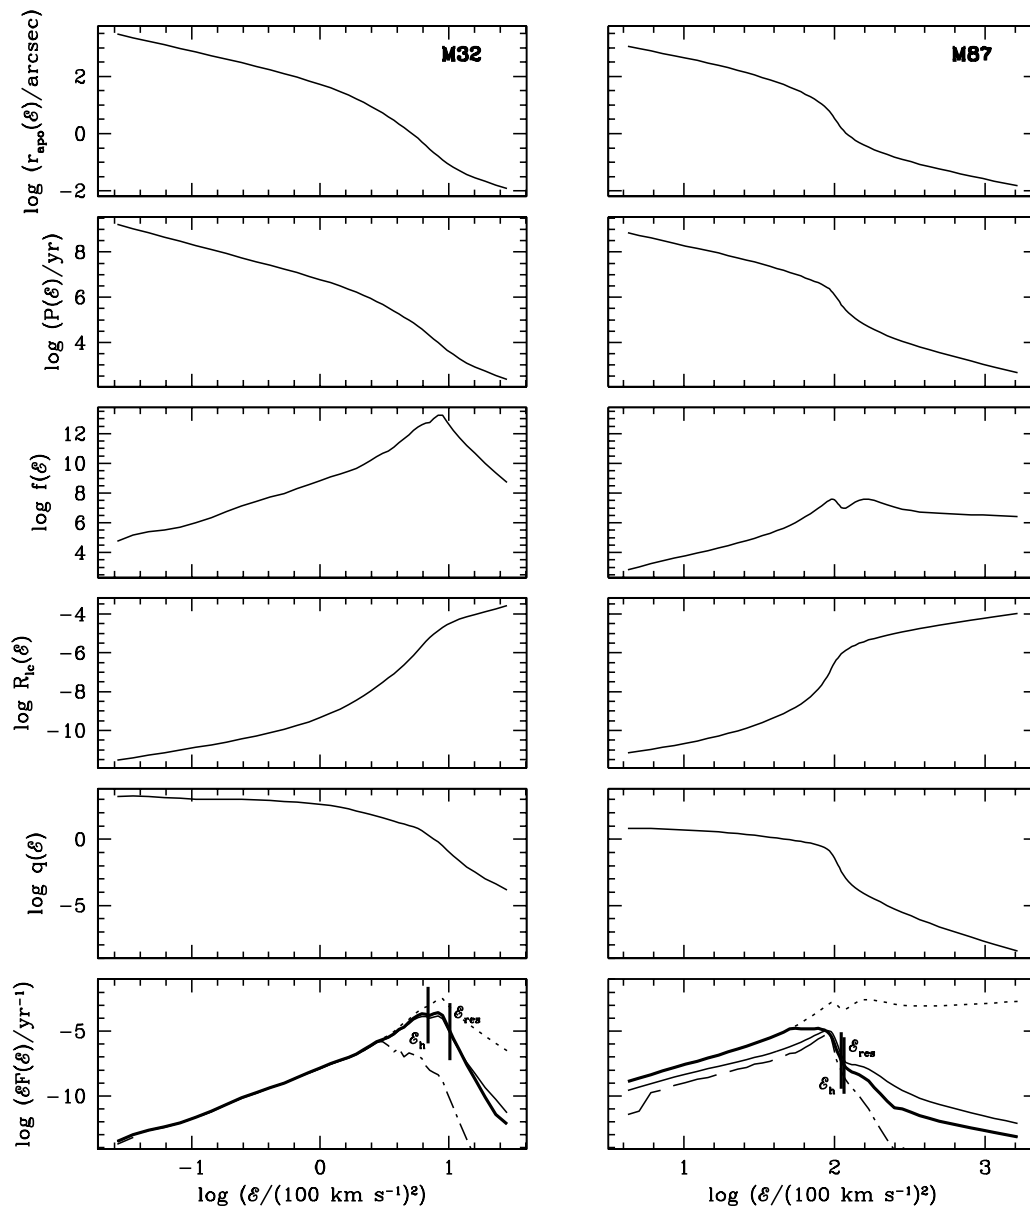 M32
M87
log (r_apo(ℰ)/arcsec)
2
0
−2
log (P(ℰ)/yr)
8
6
4
log f(ℰ)
12
10
8
6
4
log R_lc(ℰ)
−4
−6
−8
−10
log q(ℰ)
0
−5
log (ℰF(ℰ)/yr⁻¹)
−5
−10
ℰ_h
ℰ_res
ℰ_h
ℰ_res
−1 0 1
1 2 3
log (ℰ/(100 km s⁻¹)²)
log (ℰ/(100 km s⁻¹)²)